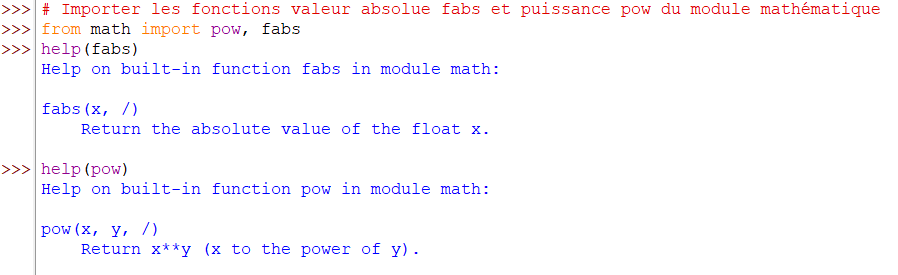 >>> # Importer les fonctions valeur absolue fabs et puissance pow du module mathématique
>>> from math import pow, fabs
>>> help(fabs)
Help on built-in function fabs in module math:
fabs(x, /)
Return the absolute value of the float x.
>>> help(pow)
Help on built-in function pow in module math:
pow(x, y, /)
Return x**y (x to the power of y).